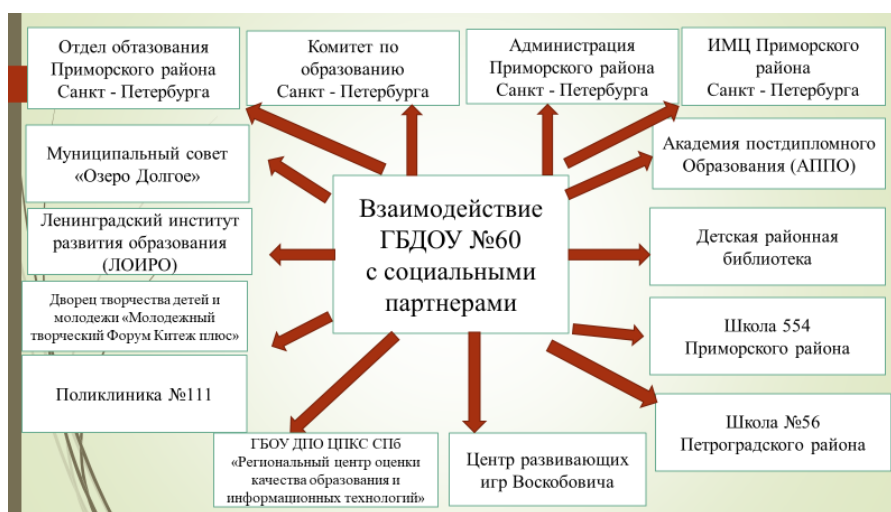 Отдел обтазования
Приморского района
Санкт - Петербурга
Комитет по
образованию
Санкт - Петербурга
Администрация
Приморского района
Санкт - Петербурга
ИМЦ Приморского
района
Санкт - Петербурга
Муниципальный совет
«Озеро Долгое»
Академия постдипломного
Образования (АППО)
Взаимодействие
ГБДОУ №60
с социальными
партнерами
Ленинградский институт
развития образования
(ЛОИРО)
Детская районная
библиотека
Дворец творчества детей и
молодежи «Молодежный
творческий Форум Китеж плюс»
Школа 554
Приморского района
Поликлиника №111
Школа №56
Петроградского района
ГБОУ ДПО ЦПКС СПб
«Региональный центр оценки
качества образования и
информационных технологий»
Центр развивающих
игр Воскобовича